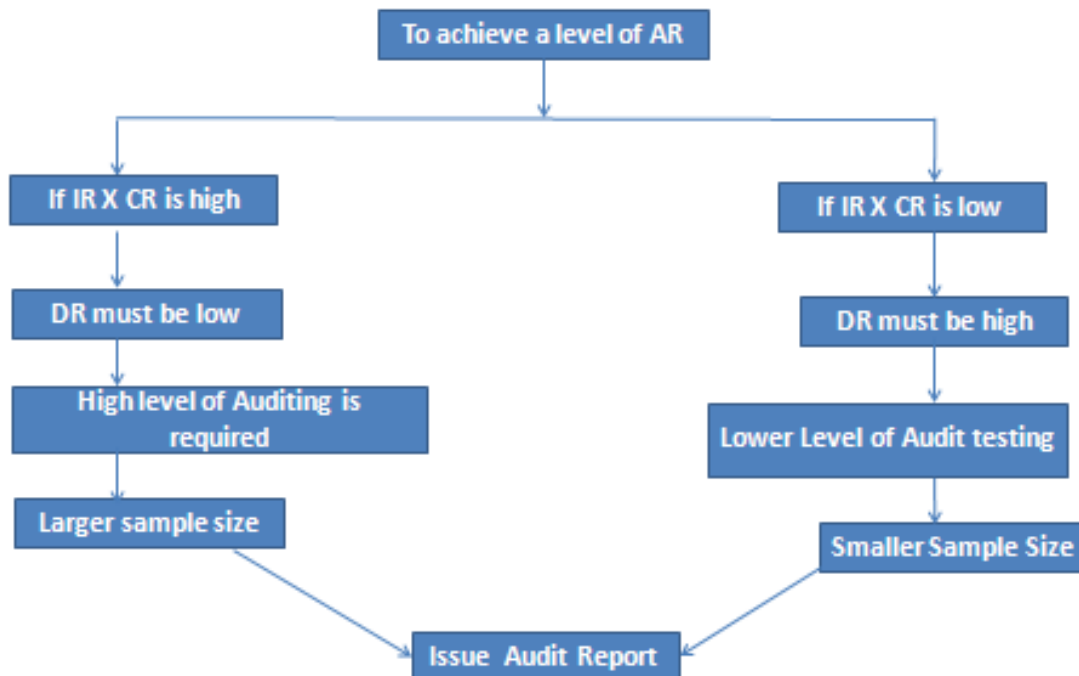 To achieve a level of AR
If IR X CR is high
If IR X CR is low
DR must be low
DR must be high
High level of Auditing is
required
Lower Level of Audit testing
Larger sample size
Smaller Sample Size
Issue Audit Report